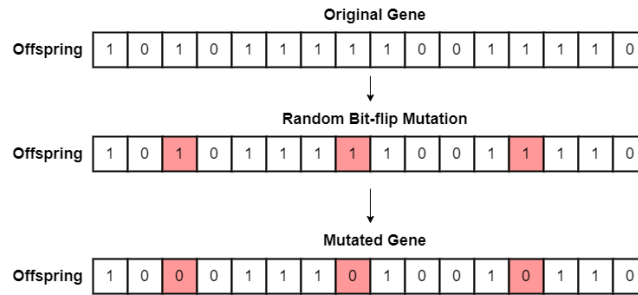 Original Gene
Offspring 1 0 1 0 1 1 1 1 1 0 0 1 1 1 1 0
Random Bit-flip Mutation
Offspring 1 0 1 0 1 1 1 1 1 0 0 1 1 1 1 0
Mutated Gene
Offspring 1 0 0 0 1 1 1 0 1 0 0 1 0 1 1 0